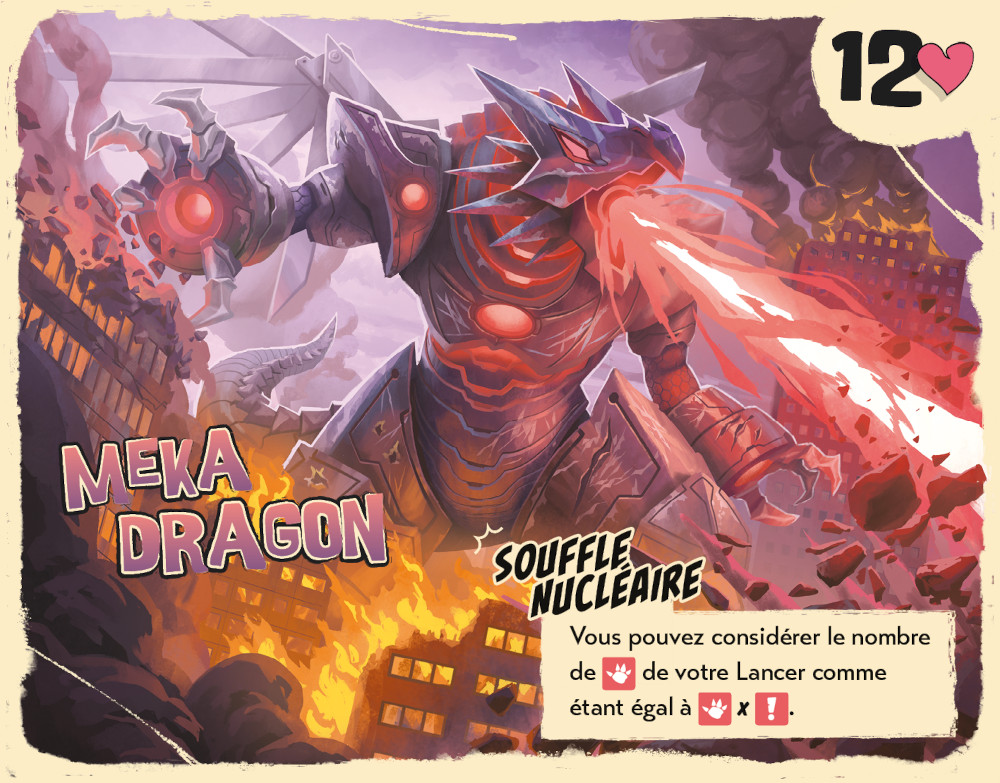 12
MEKA
DRAGON
SOUFFLE
NUCLÉAIRE
Vous pouvez considérer le nombre
de de votre Lancer comme
étant égal à x !.